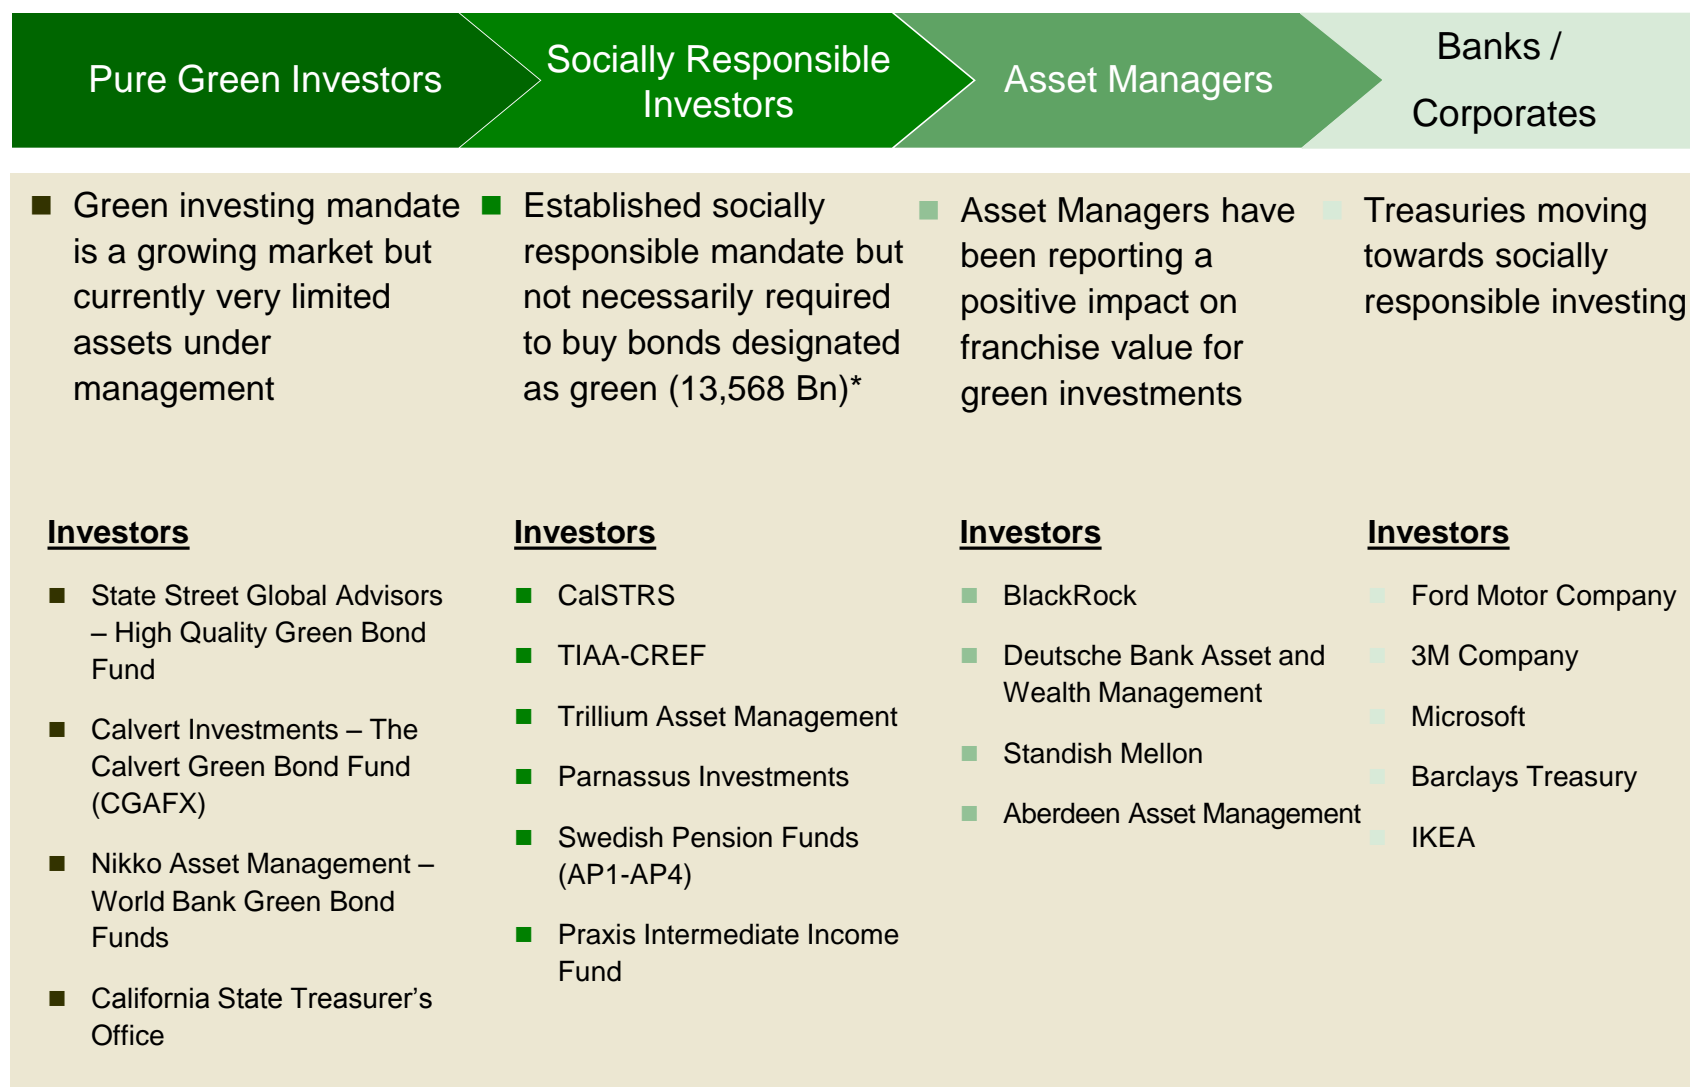 Pure Green Investors
Socially Responsible
Investors
Asset Managers
Banks /
Corporates
Green investing mandate
is a growing market but
currently very limited
assets under
management
Established socially
responsible mandate but
not necessarily required
to buy bonds designated
as green (13,568 Bn)*
Asset Managers have
been reporting a
positive impact on
franchise value for
green investments
Treasuries moving
towards socially
responsible investing
Investors
State Street Global Advisors
– High Quality Green Bond
Fund
Calvert Investments – The
Calvert Green Bond Fund
(CGAFX)
Nikko Asset Management –
World Bank Green Bond
Funds
California State Treasurer’s
Office
Investors
CalSTRS
TIAA-CREF
Trillium Asset Management
Parnassus Investments
Swedish Pension Funds
(AP1-AP4)
Praxis Intermediate Income
Fund
Investors
BlackRock
Deutsche Bank Asset and
Wealth Management
Standish Mellon
Aberdeen Asset Management
Investors
Ford Motor Company
3M Company
Microsoft
Barclays Treasury
IKEA